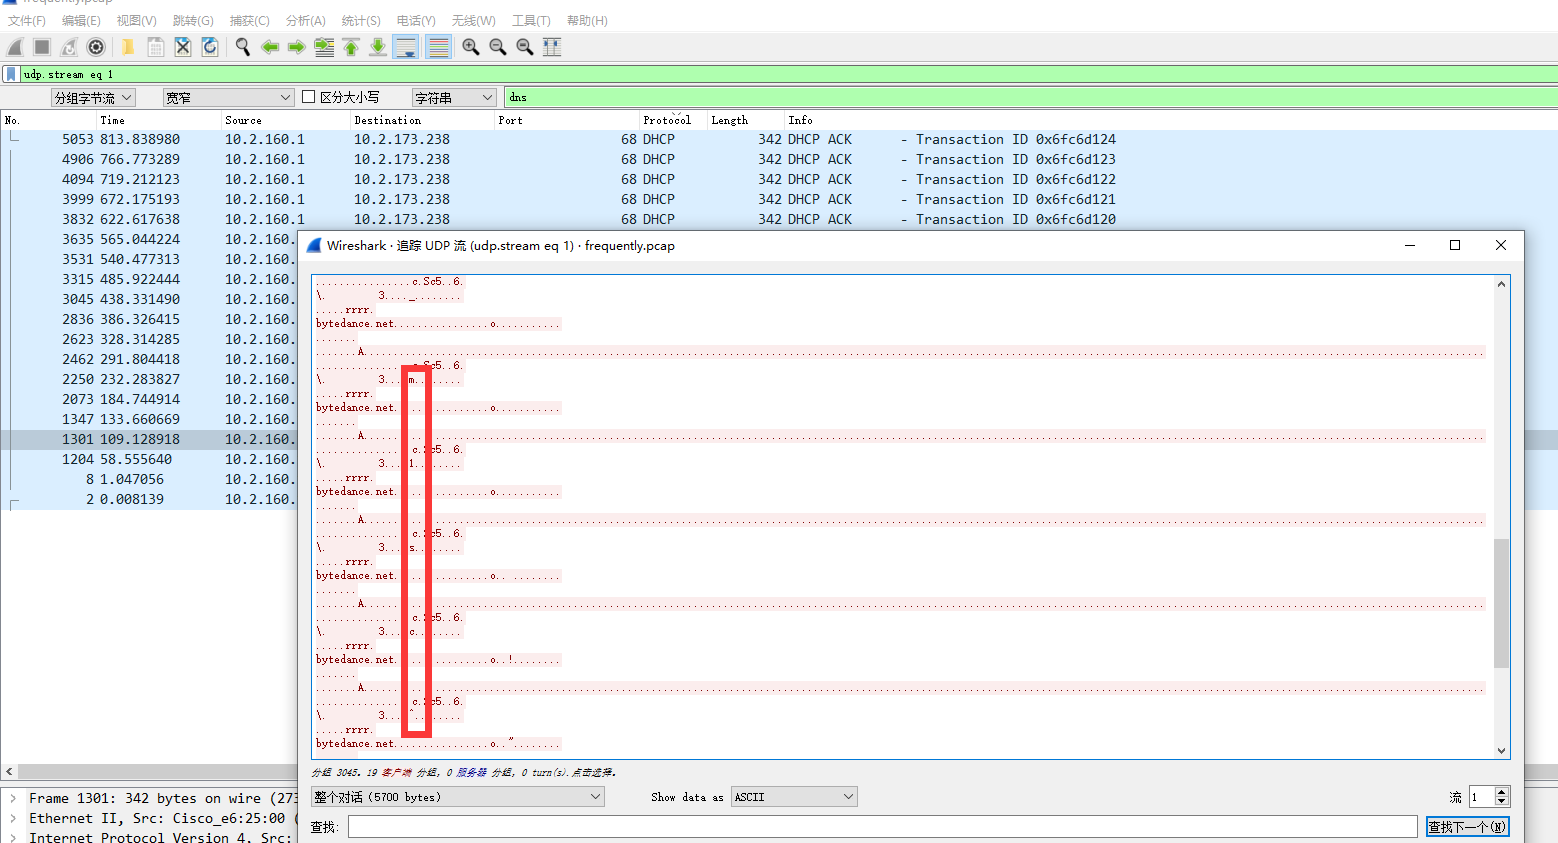 frequently.pcap
文件(F) 编辑(E) 视图(V) 跳转(G) 捕获(C) 分析(A) 统计(S) 电话(Y) 无线(W) 工具(T) 帮助(H)
udp.stream eq 1
分组字节流 宽窄 区分大小写 字符串 dns
No. Time Source Destination Port Protocol Length Info
5053 813.838980 10.2.160.1 10.2.173.238 68 DHCP 342 DHCP ACK - Transaction ID 0x6fc6d124
4906 766.773289 10.2.160.1 10.2.173.238 68 DHCP 342 DHCP ACK - Transaction ID 0x6fc6d123
4094 719.212123 10.2.160.1 10.2.173.238 68 DHCP 342 DHCP ACK - Transaction ID 0x6fc6d122
3999 672.175193 10.2.160.1 10.2.173.238 68 DHCP 342 DHCP ACK - Transaction ID 0x6fc6d121
3832 622.617638 10.2.160.1 10.2.173.238 68 DHCP 342 DHCP ACK - Transaction ID 0x6fc6d120
3635 565.044224 10.2.160.
3531 540.477313 10.2.160.
3315 485.922444 10.2.160.
3045 438.331490 10.2.160.
2836 386.326415 10.2.160.
2623 328.314285 10.2.160.
2462 291.804418 10.2.160.
2250 232.283827 10.2.160.
2073 184.744914 10.2.160.
1347 133.660669 10.2.160.
1301 109.128918 10.2.160.
1204 58.555640 10.2.160.
8 1.047056 10.2.160.
2 0.008139 10.2.160.
Wireshark · 追踪 UDP 流 (udp.stream eq 1) · frequently.pcap
................c.Sc5..6.
\. 3...._........
.....rrrr.
bytedance.net................o...........
.......
.......A
c.Sc5..6.
\. 3....m........
.....rrrr.
bytedance.net................o...........
.......
.......A
c.Sc5..6.
\. 3....l........
.....rrrr.
bytedance.net................o...........
.......
.......A
c.Sc5..6.
\. 3....s........
.....rrrr.
bytedance.net................o.. ........
.......
.......A
c.Sc5..6.
\. 3....c........
.....rrrr.
bytedance.net................o..!........
.......
.......A
c.Sc5..6.
\. 3....^........
.....rrrr.
bytedance.net................o.."........
分组 3045. 19 客户端 分组, 0 服务器 分组, 0 turn(s).点击选择.
整个对话 (5700 bytes) Show data as ASCII 流 1
查找: 查找下一个(N)
Frame 1301: 342 bytes on wire (273
Ethernet II, Src: Cisco_e6:25:00 (
Internet Protocol Version 4, Src: